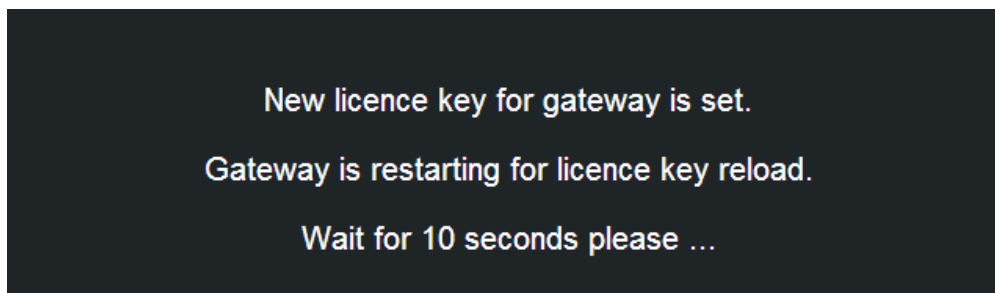 New licence key for gateway is set.
Gateway is restarting for licence key reload.
Wait for 10 seconds please ...